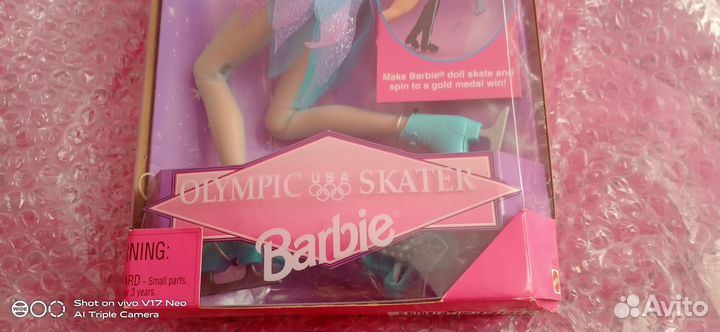 Make Barbie® doll skate and
spin to a gold medal win!
OLYMPIC USA SKATER
Barbie®
NING:
ARD – Small parts
3 years.
Shot on vivo V17 Neo
AI Triple Camera
Avito